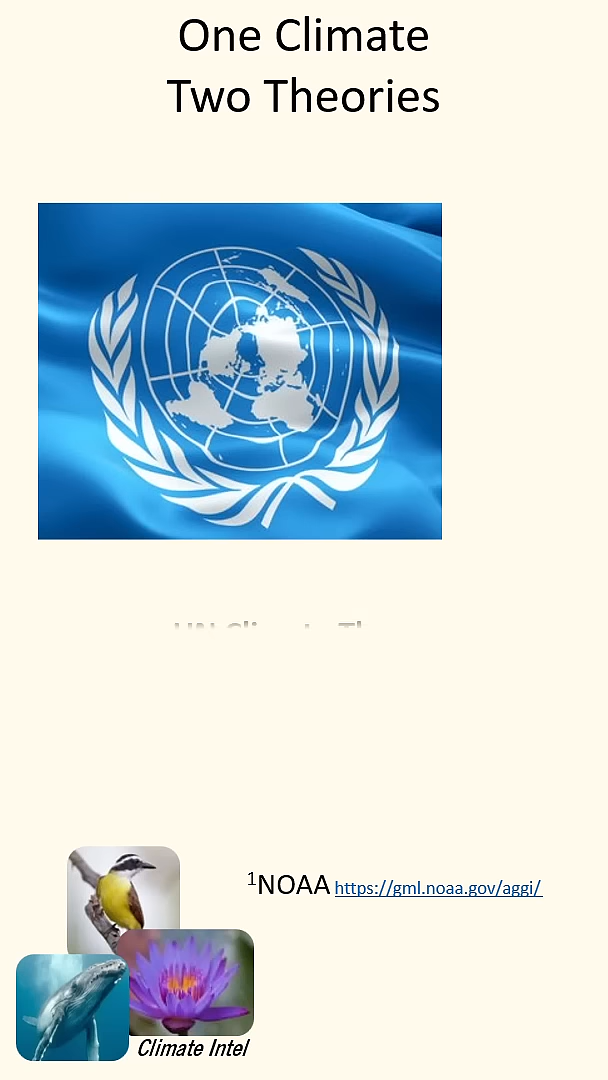 One Climate
Two Theories
¹NOAA https://gml.noaa.gov/aggi/
Climate Intel